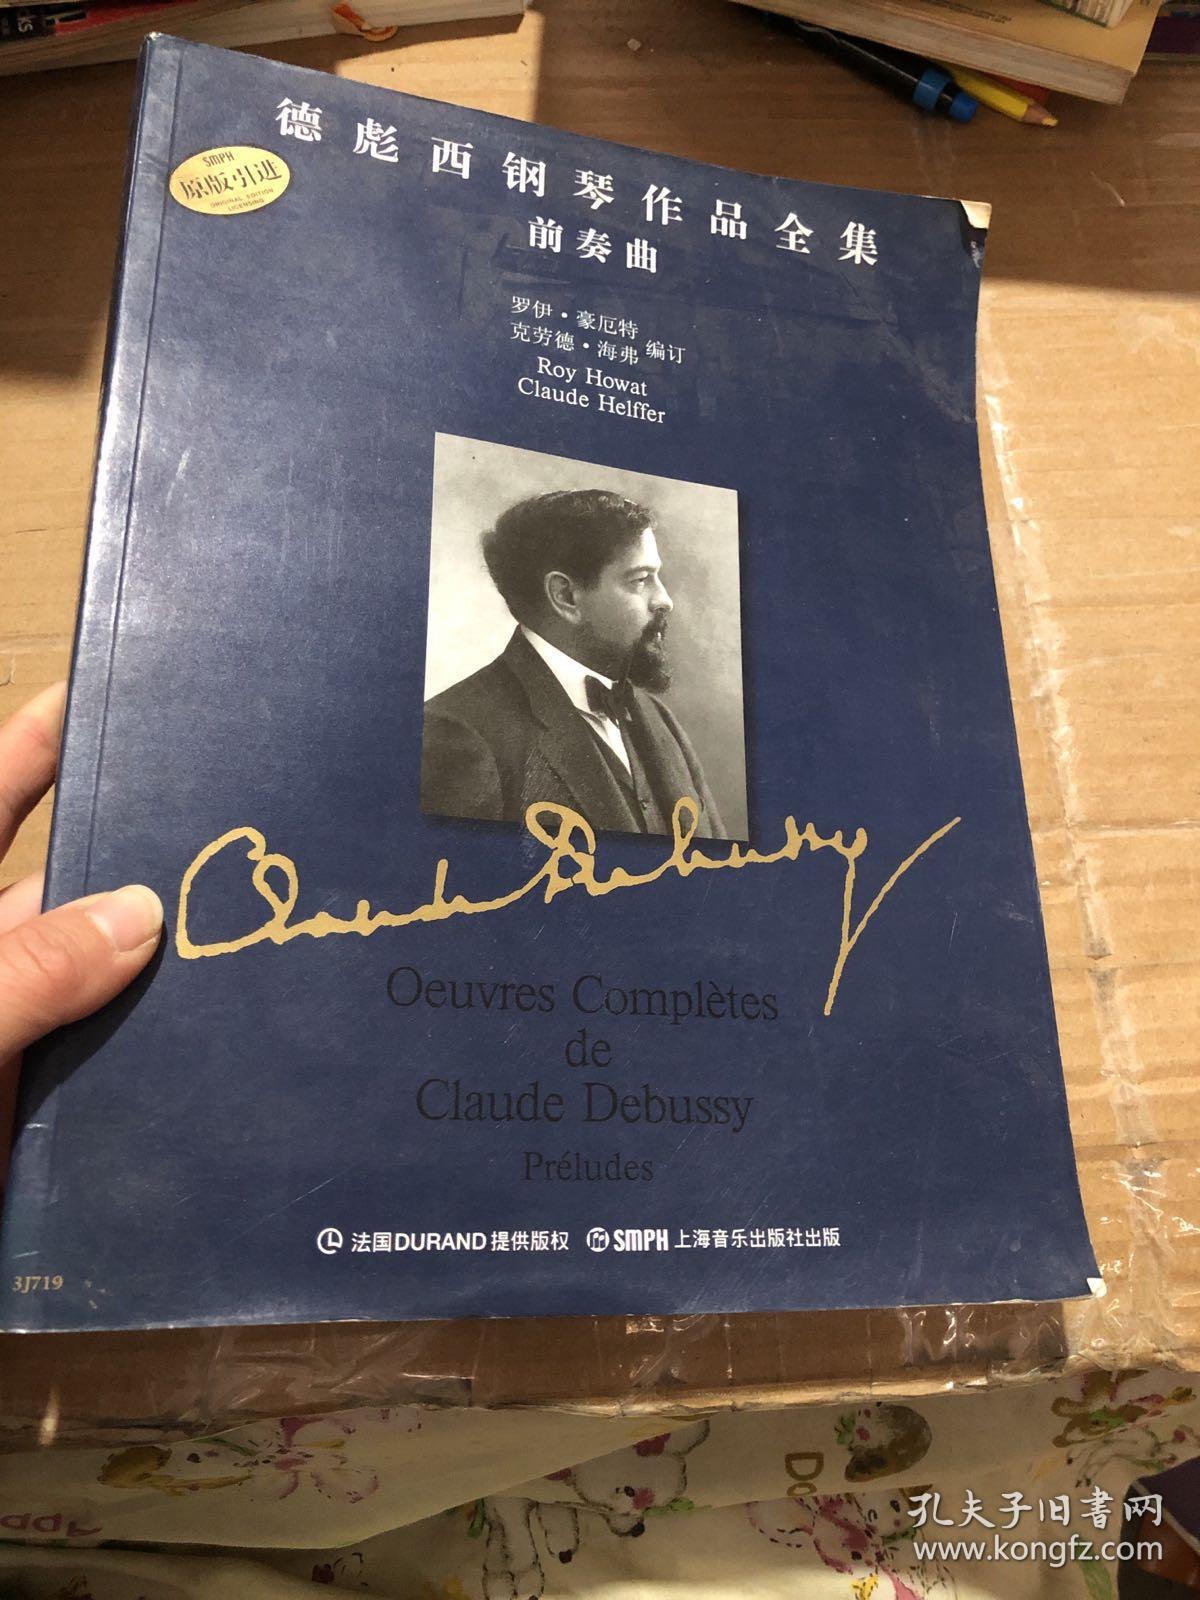 德彪西钢琴作品全集
SMPH
原版引进
ORIGINAL EDITION
LICENSING
前奏曲
罗伊·豪厄特
克劳德·海弗 编订
Roy Howat
Claude Helffer
Claude Debussy
Oeuvres Complètes
de
Claude Debussy
Préludes
法国DURAND提供版权 SMPH 上海音乐出版社出版
3J719
孔夫子旧书网
www.kongfz.com